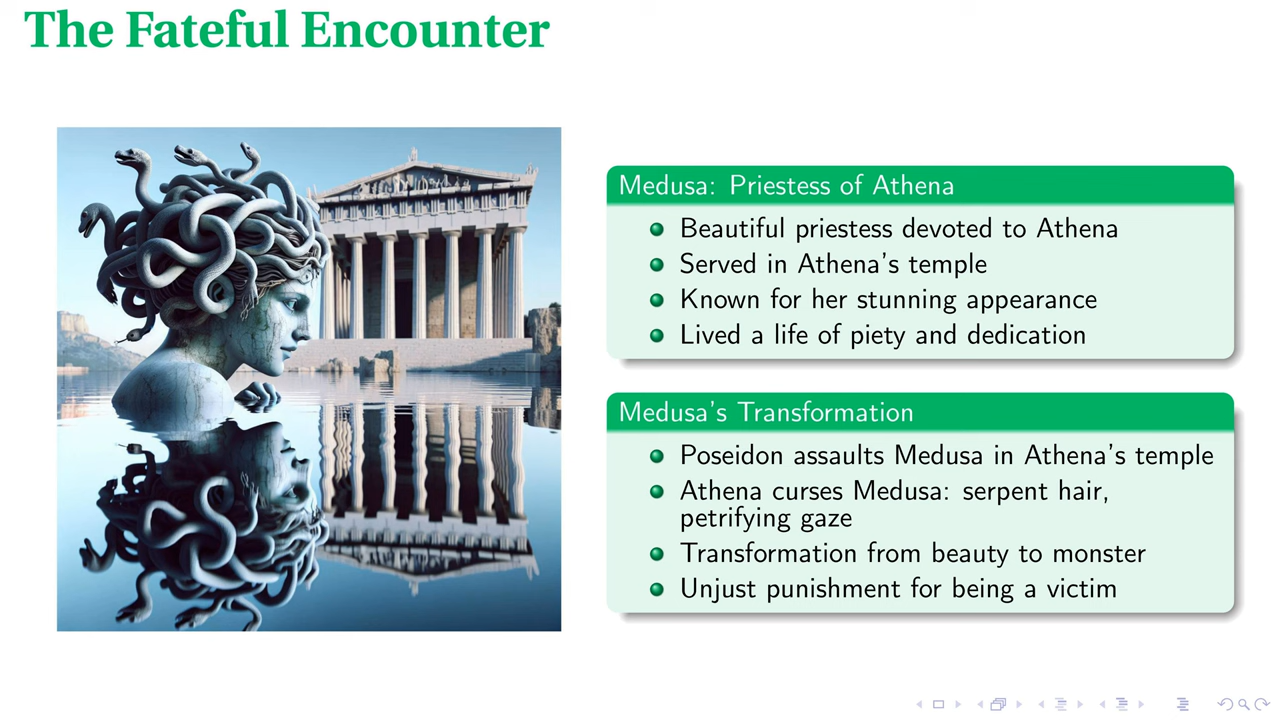 The Fateful Encounter
Medusa: Priestess of Athena
Beautiful priestess devoted to Athena
Served in Athena's temple
Known for her stunning appearance
Lived a life of piety and dedication
Medusa's Transformation
Poseidon assaults Medusa in Athena's temple
Athena curses Medusa: serpent hair,
petrifying gaze
Transformation from beauty to monster
Unjust punishment for being a victim